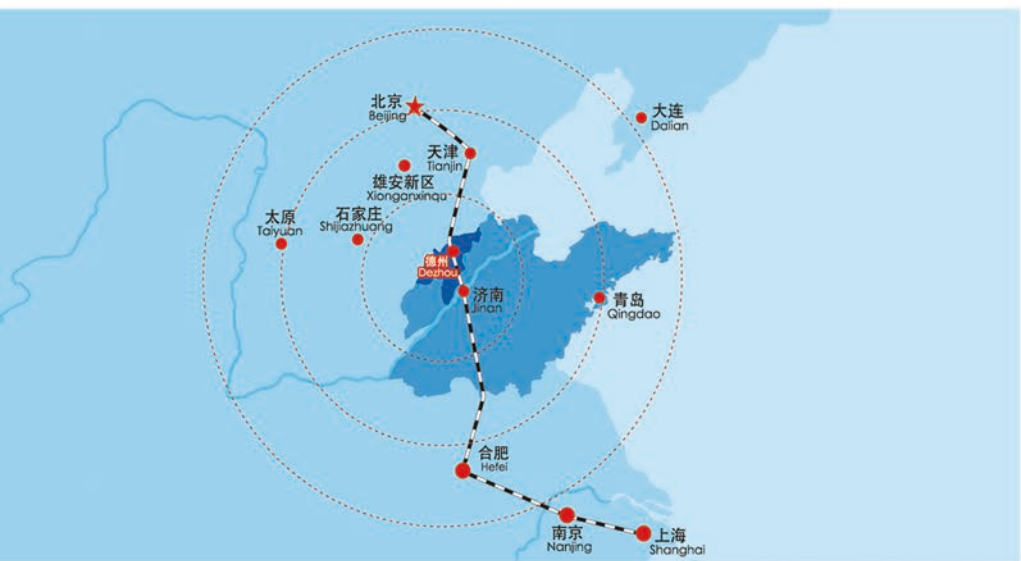 北京
Beijing
大连
Dalian
天津
Tianjin
雄安新区
Xionganxinqu
太原
Taiyuan
石家庄
Shijiazhuang
德州
Dezhou
济南
Jinan
青岛
Qingdao
合肥
Hefei
南京
Nanjing
上海
Shanghai